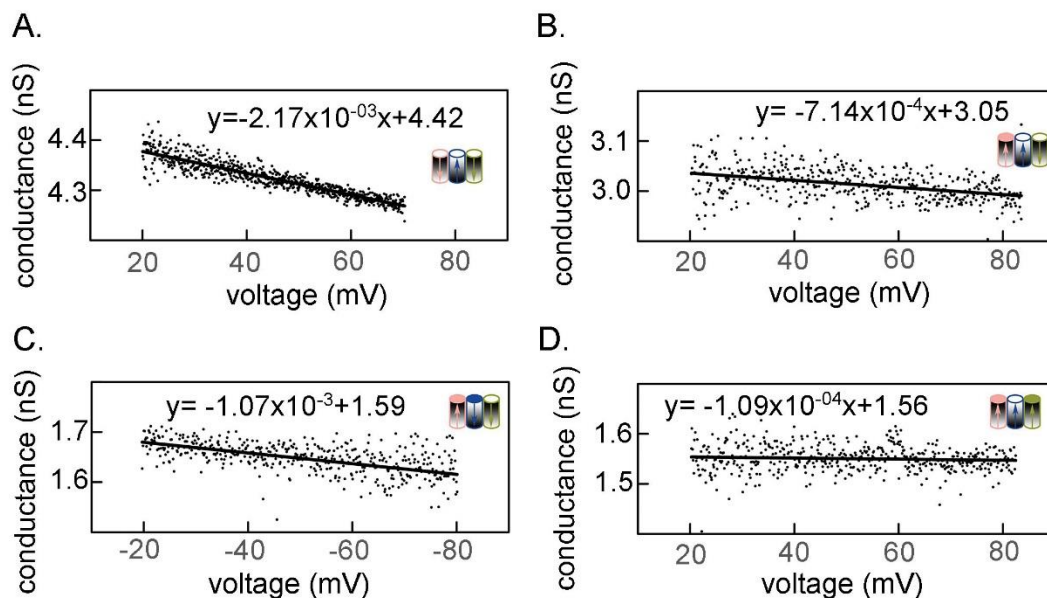 A.
conductance (nS)
y=-2.17x10⁻⁰³x+4.42
4.4
4.3
20 40 60 80
voltage (mV)
B.
conductance (nS)
y= -7.14x10⁻⁴x+3.05
3.1
3.0
20 40 60 80
voltage (mV)
C.
conductance (nS)
y= -1.07x10⁻³+1.59
1.7
1.6
-20 -40 -60 -80
voltage (mV)
D.
conductance (nS)
y= -1.09x10⁻⁰⁴x+1.56
1.6
1.5
20 40 60 80
voltage (mV)